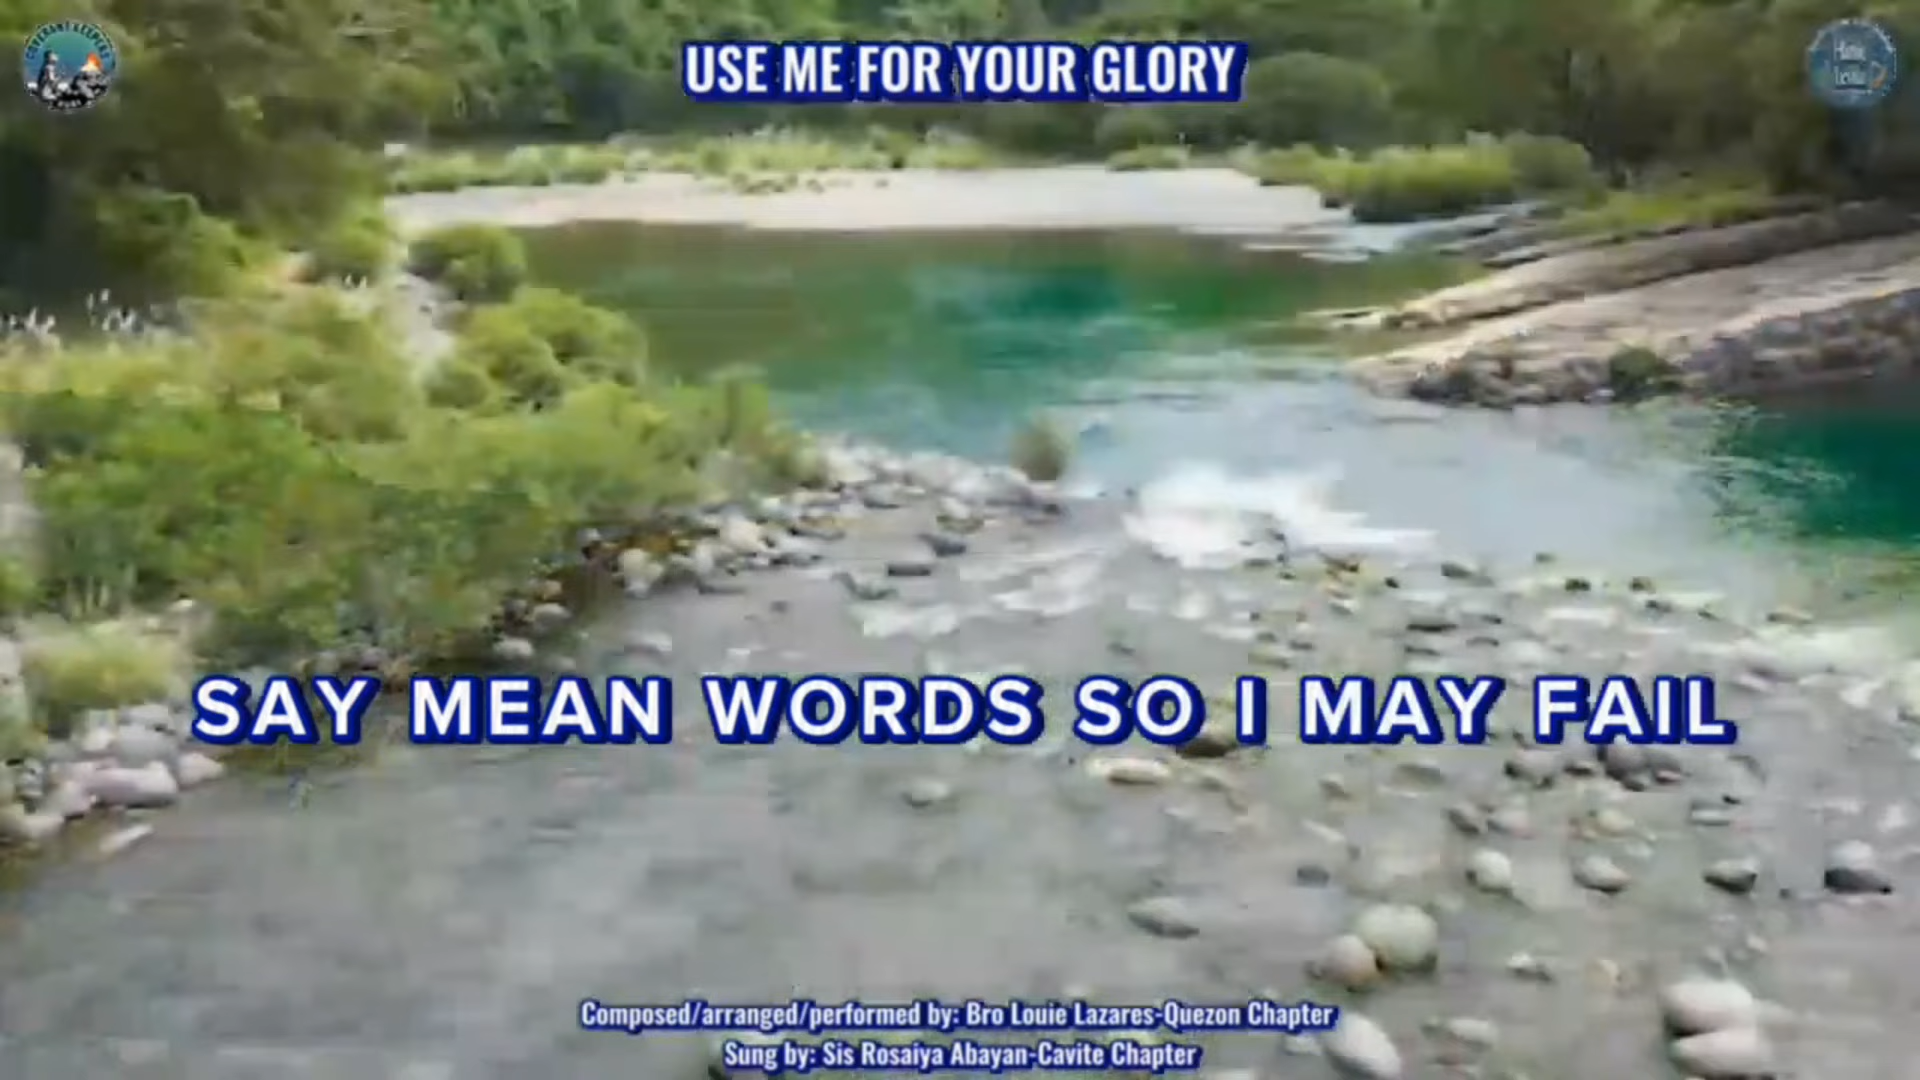 USE ME FOR YOUR GLORY
SAY MEAN WORDS SO I MAY FAIL
Composed/arranged/performed by: Bro Louie Lazares-Quezon Chapter
Sung by: Sis Rosaiya Abayan-Cavite Chapter